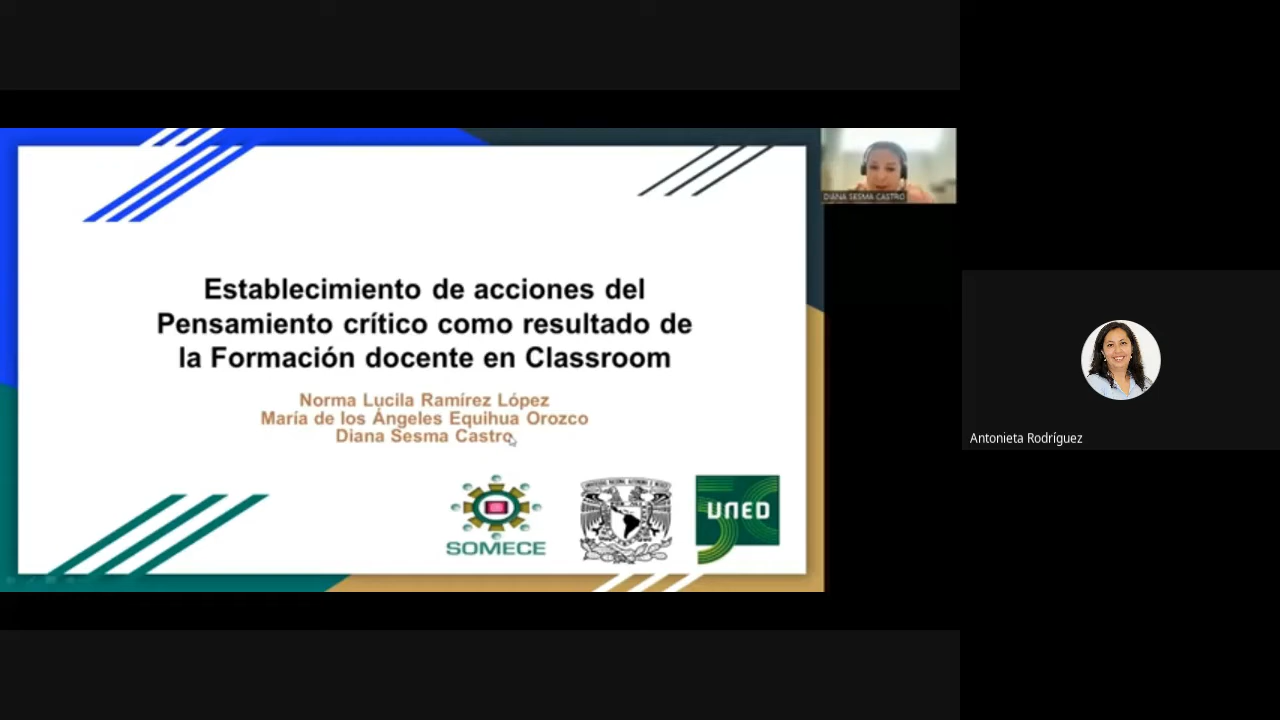 Establecimiento de acciones del
Pensamiento crítico como resultado de
la Formación docente en Classroom
Norma Lucila Ramírez López
María de los Ángeles Equihua Orozco
Diana Sesma Castro
SOMECE
UNED
DIANA SESMA CASTRO
Antonieta Rodríguez